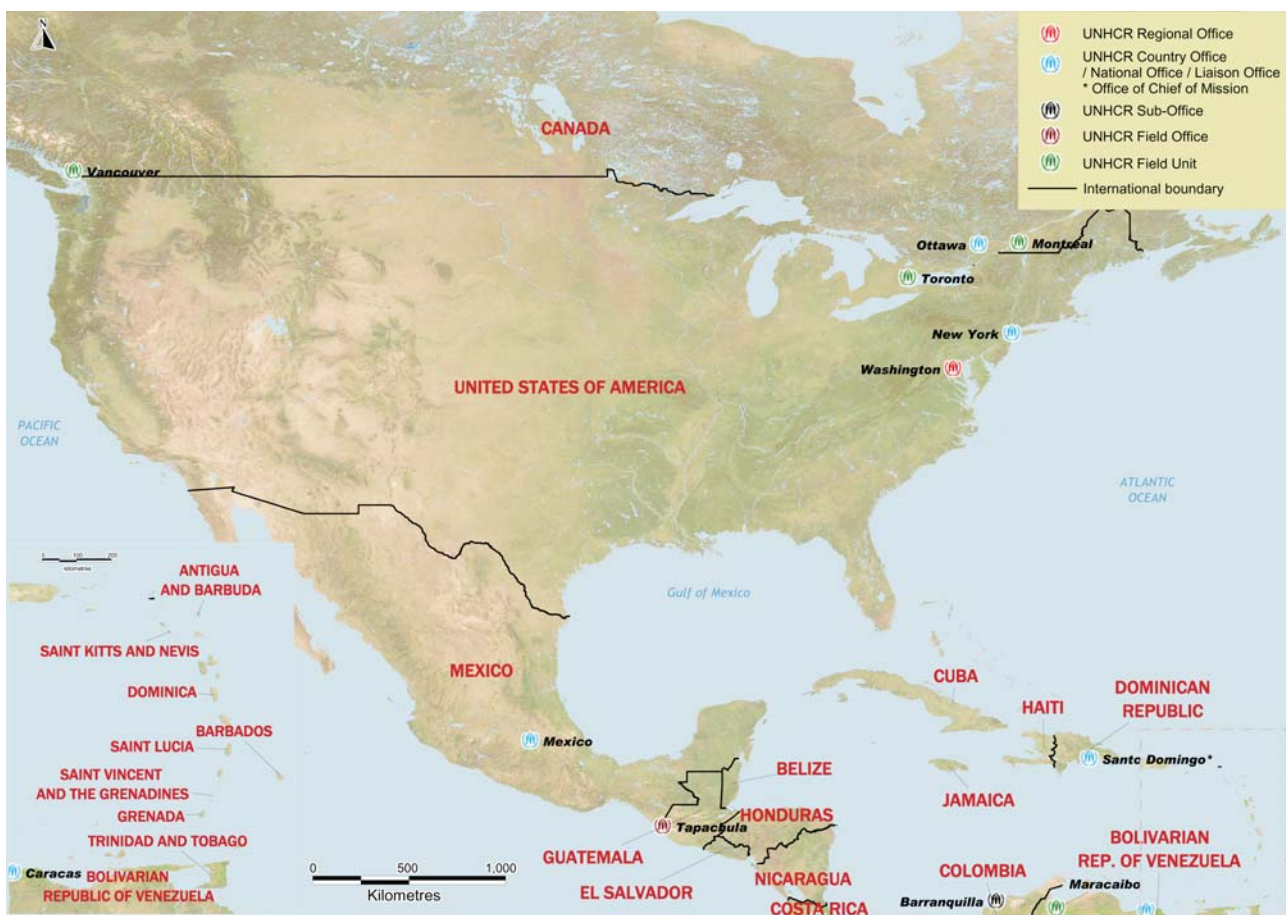 UNHCR Regional Office
UNHCR Country Office
/ National Office / Liaison Office
* Office of Chief of Mission
UNHCR Sub-Office
UNHCR Field Office
UNHCR Field Unit
International boundary
CANADA
Vancouver
Ottawa
Montréal
Toronto
New York
Washington
UNITED STATES OF AMERICA
PACIFIC
OCEAN
ATLANTIC
OCEAN
Gulf of Mexico
0 100 200
kilometres
ANTIGUA
AND BARBUDA
SAINT KITTS AND NEVIS
DOMINICA
BARBADOS
SAINT LUCIA
SAINT VINCENT
AND THE GRENADINES
GRENADA
TRINIDAD AND TOBAGO
Caracas
BOLIVARIAN
REPUBLIC OF VENEZUELA
MEXICO
Mexico
CUBA
HAITI
DOMINICAN
REPUBLIC
Santo Domingo*
JAMAICA
BELIZE
HONDURAS
Tapachula
GUATEMALA
EL SALVADOR
NICARAGUA
COSTA RICA
0 500 1,000
Kilometres
COLOMBIA
BOLIVARIAN
REP. OF VENEZUELA
Maracaibo
Barranquilla